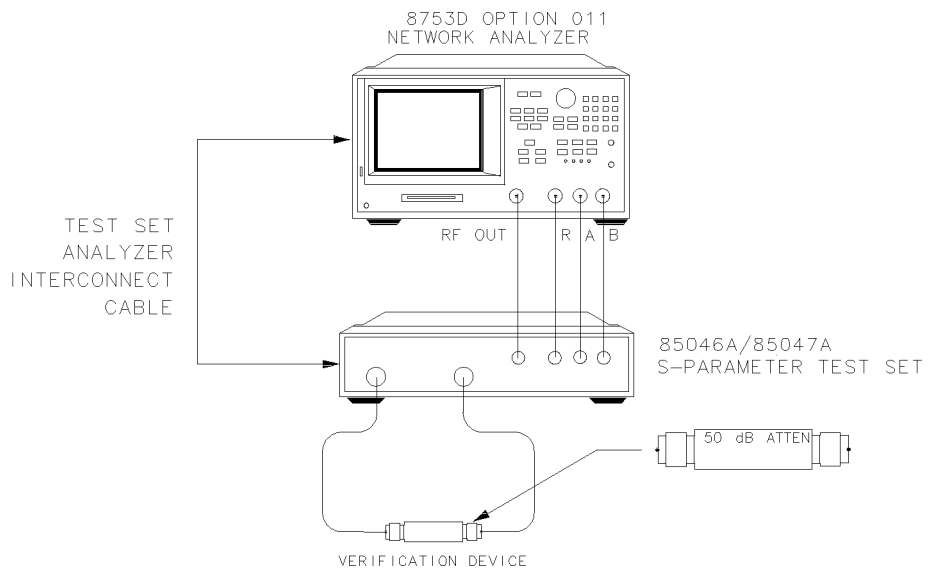 8753D OPTION 011
NETWORK ANALYZER
TEST SET
ANALYZER
INTERCONNECT
CABLE
RF OUT R A B
85046A/85047A
S-PARAMETER TEST SET
50 dB ATTEN
VERIFICATION DEVICE